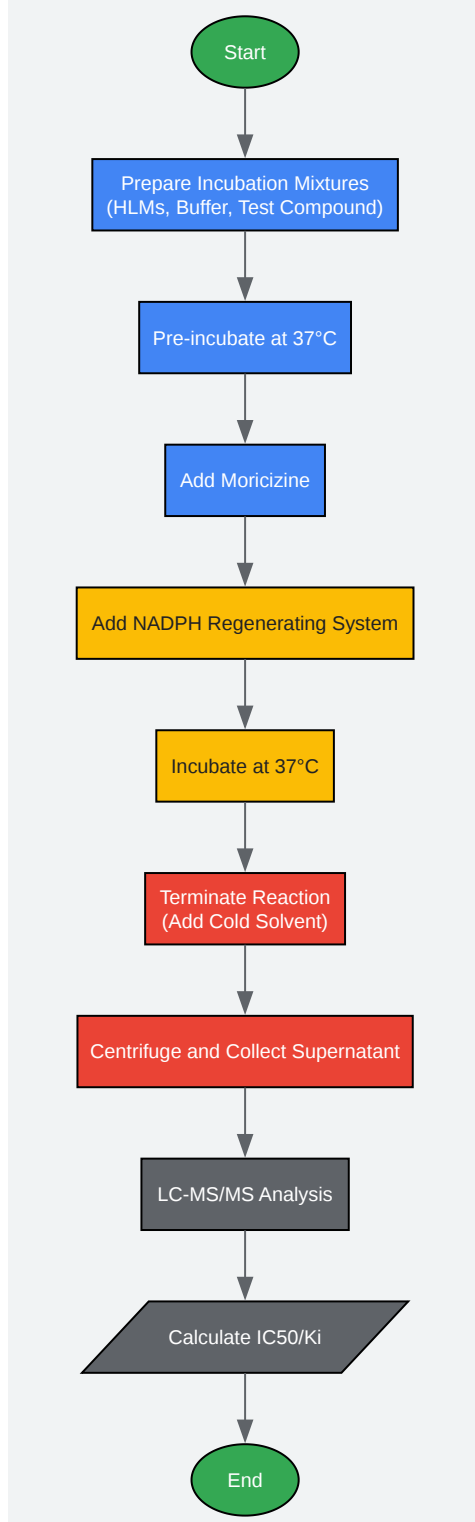 Start
Prepare Incubation Mixtures
(HLMs, Buffer, Test Compound)
Pre-incubate at 37°C
Add Moricizine
Add NADPH Regenerating System
Incubate at 37°C
Terminate Reaction
(Add Cold Solvent)
Centrifuge and Collect Supernatant
LC-MS/MS Analysis
Calculate IC50/Ki
End